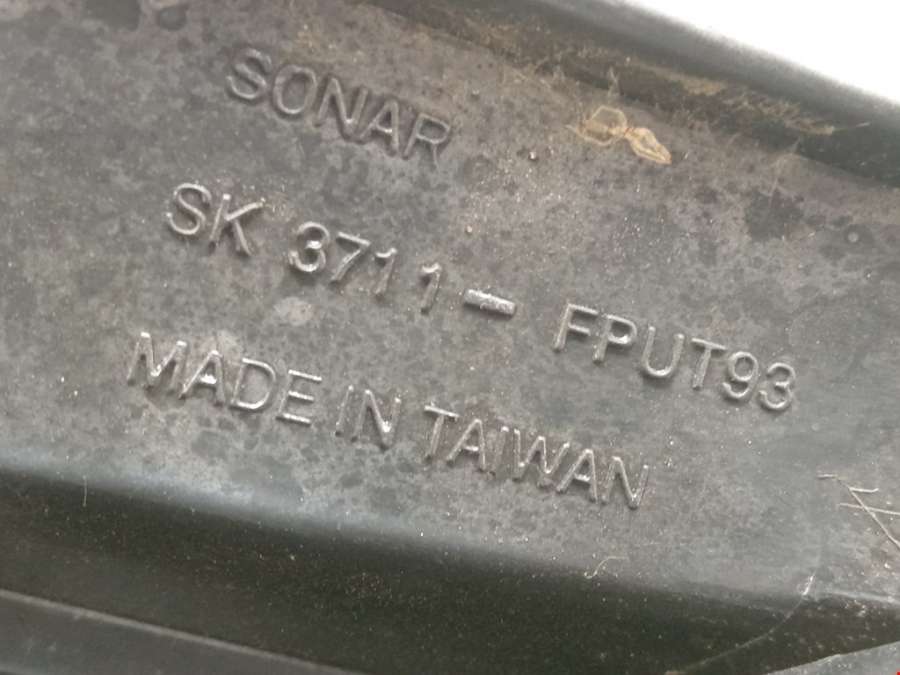 SONAR
SK 3711- FPUT93
MADE IN TAIWAN